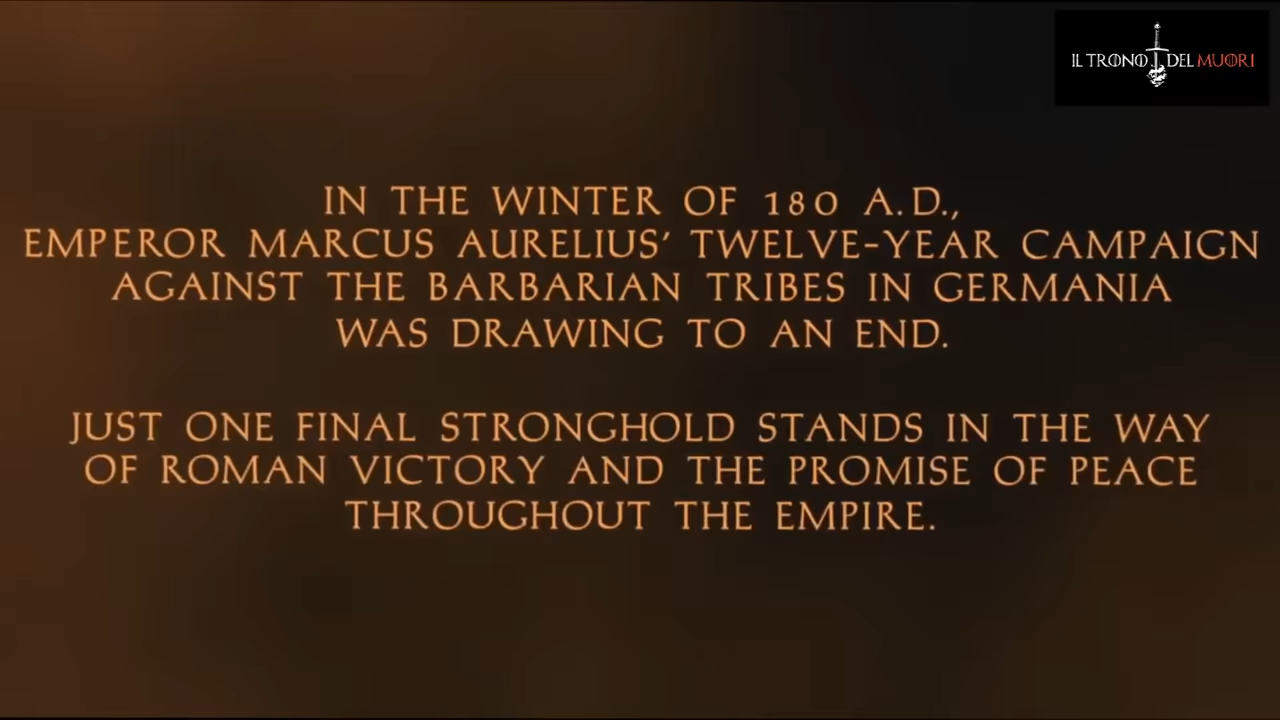 IL TRONO DEL MUORI
IN THE WINTER OF 180 A.D.,
EMPEROR MARCUS AURELIUS' TWELVE-YEAR CAMPAIGN
AGAINST THE BARBARIAN TRIBES IN GERMANIA
WAS DRAWING TO AN END.
JUST ONE FINAL STRONGHOLD STANDS IN THE WAY
OF ROMAN VICTORY AND THE PROMISE OF PEACE
THROUGHOUT THE EMPIRE.